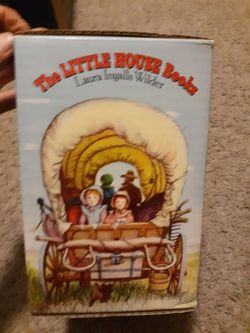 The LITTLE HOUSE Books
Laura Ingalls Wilder